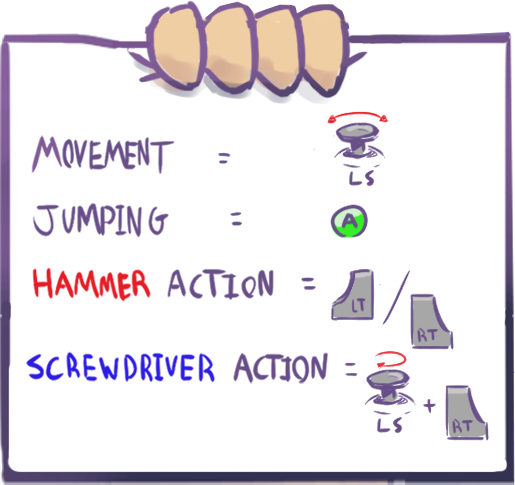 MOVEMENT = LS
JUMPING = A
HAMMER ACTION = LT / RT
SCREWDRIVER ACTION = LS + RT